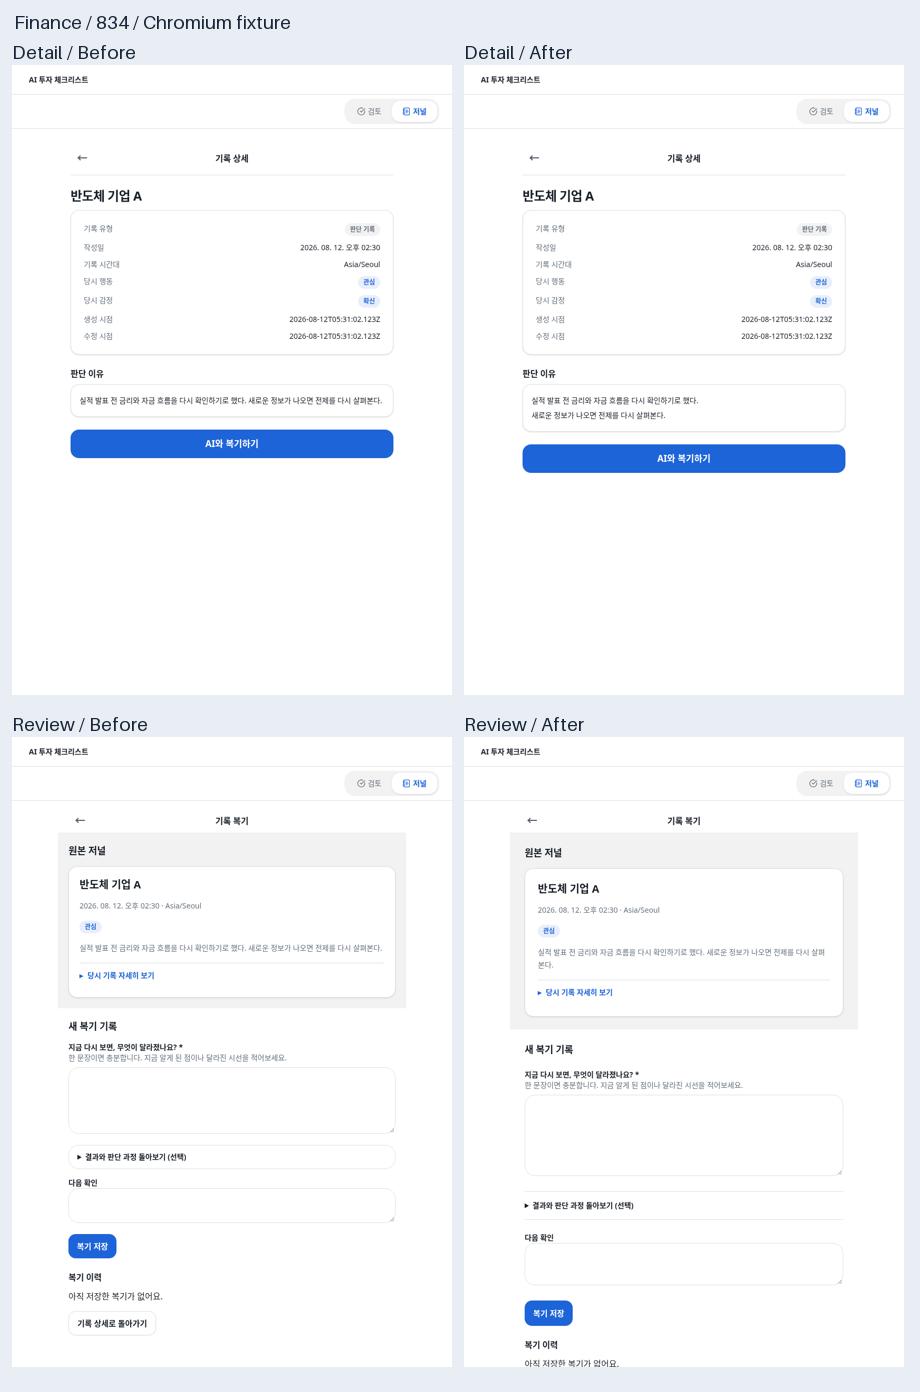 Finance / 834 / Chromium fixture
Detail / Before
AI 투자 체크리스트
검토 저널
←
기록 상세
반도체 기업 A
기록 유형 판단 기록
작성일 2026. 08. 12. 오후 02:30
기록 시간대 Asia/Seoul
당시 행동 관심
당시 감정 확신
생성 시점 2026-08-12T05:31:02.123Z
수정 시점 2026-08-12T05:31:02.123Z
판단 이유
실적 발표 전 금리와 자금 흐름을 다시 확인하기로 했다. 새로운 정보가 나오면 전제를 다시 살펴본다.
AI와 복기하기
Detail / After
AI 투자 체크리스트
검토 저널
←
기록 상세
반도체 기업 A
기록 유형 판단 기록
작성일 2026. 08. 12. 오후 02:30
기록 시간대 Asia/Seoul
당시 행동 관심
당시 감정 확신
생성 시점 2026-08-12T05:31:02.123Z
수정 시점 2026-08-12T05:31:02.123Z
판단 이유
실적 발표 전 금리와 자금 흐름을 다시 확인하기로 했다.
새로운 정보가 나오면 전제를 다시 살펴본다.
AI와 복기하기
Review / Before
AI 투자 체크리스트
검토 저널
←
기록 복기
원본 저널
반도체 기업 A
2026. 08. 12. 오후 02:30 · Asia/Seoul
관심
실적 발표 전 금리와 자금 흐름을 다시 확인하기로 했다. 새로운 정보가 나오면 전제를 다시 살펴본다.
▸ 당시 기록 자세히 보기
새 복기 기록
지금 다시 보면, 무엇이 달라졌나요? *
한 문장이면 충분합니다. 지금 알게 된 점이나 달라진 시선을 적어보세요.
▸ 결과와 판단 과정 돌아보기 (선택)
다음 확인
복기 저장
복기 이력
아직 저장한 복기가 없어요.
기록 상세로 돌아가기
Review / After
AI 투자 체크리스트
검토 저널
←
기록 복기
원본 저널
반도체 기업 A
2026. 08. 12. 오후 02:30 · Asia/Seoul
관심
실적 발표 전 금리와 자금 흐름을 다시 확인하기로 했다. 새로운 정보가 나오면 전제를 다시 살펴
본다.
▸ 당시 기록 자세히 보기
새 복기 기록
지금 다시 보면, 무엇이 달라졌나요? *
한 문장이면 충분합니다. 지금 알게 된 점이나 달라진 시선을 적어보세요.
▸ 결과와 판단 과정 돌아보기 (선택)
다음 확인
복기 저장
복기 이력
아직 저장한 복기가 없어요.